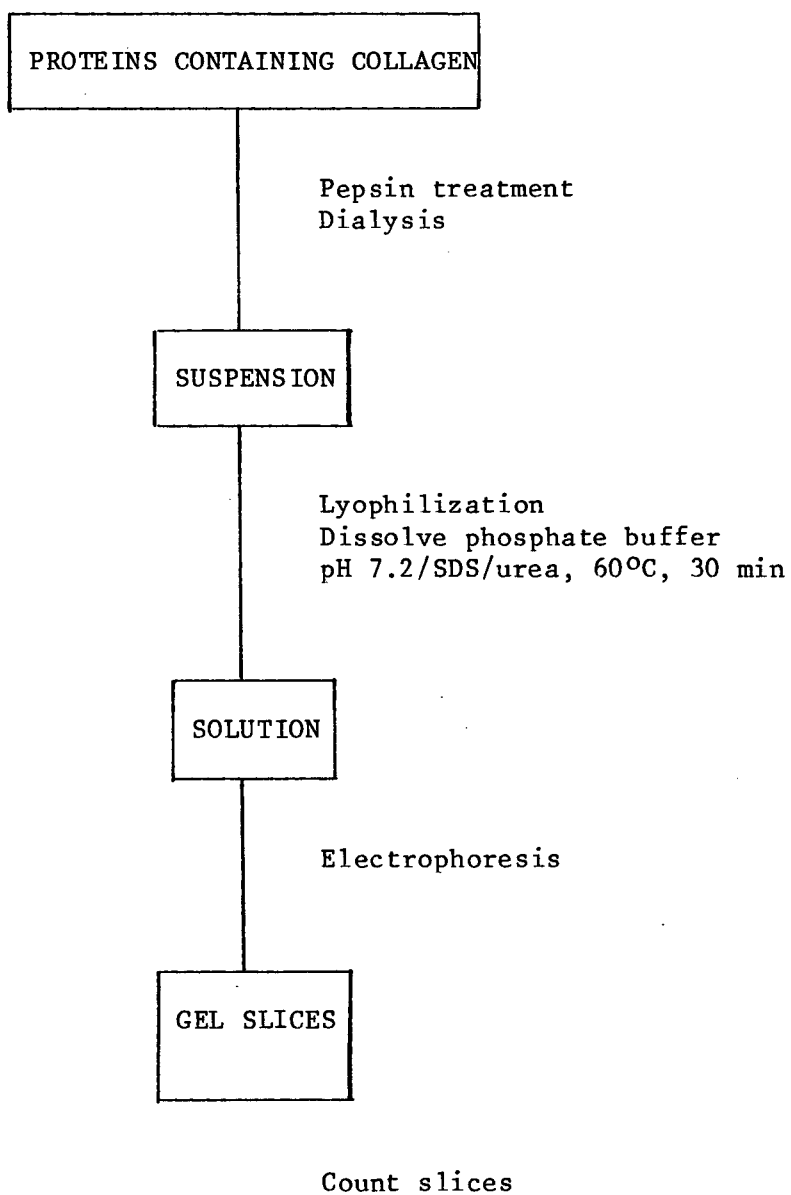 PROTEINS CONTAINING COLLAGEN
Pepsin treatment
Dialysis
SUSPENSION
Lyophilization
Dissolve phosphate buffer
pH 7.2/SDS/urea, 60ºC, 30 min
SOLUTION
Electrophoresis
GEL SLICES
Count slices